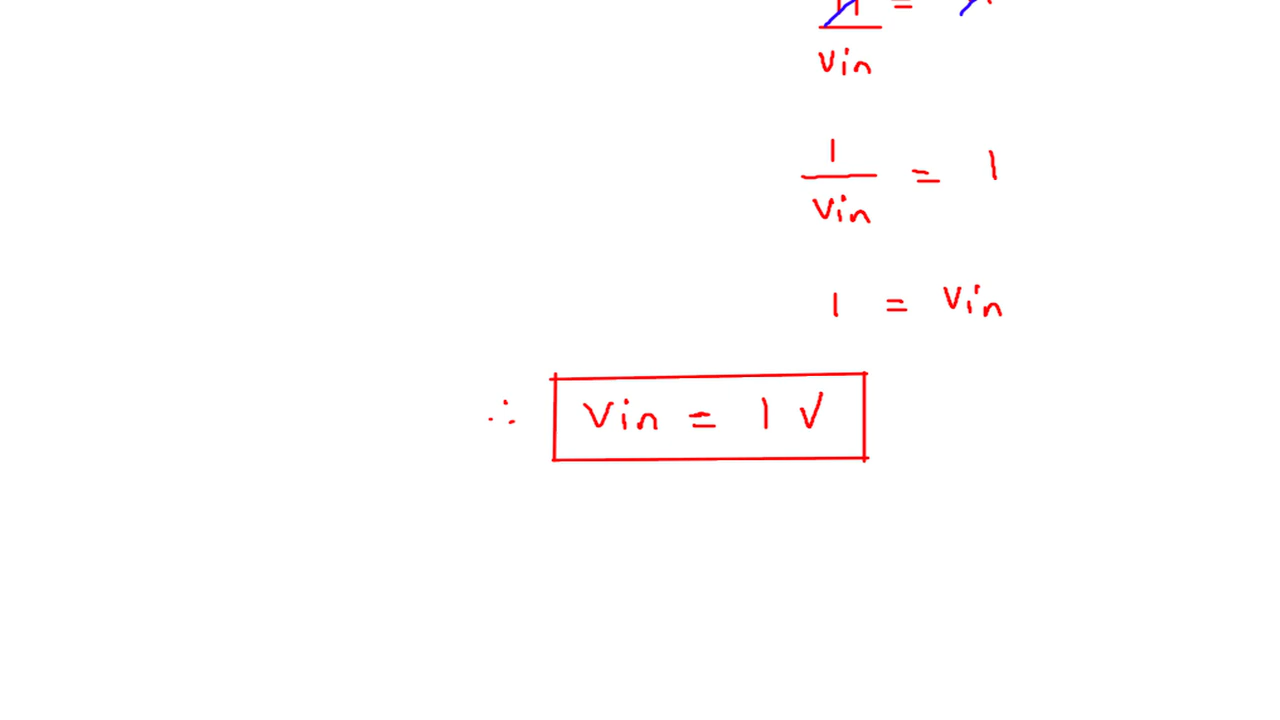 =
Vin
1
Vin = 1
1 = Vin
∴ Vin = 1 V